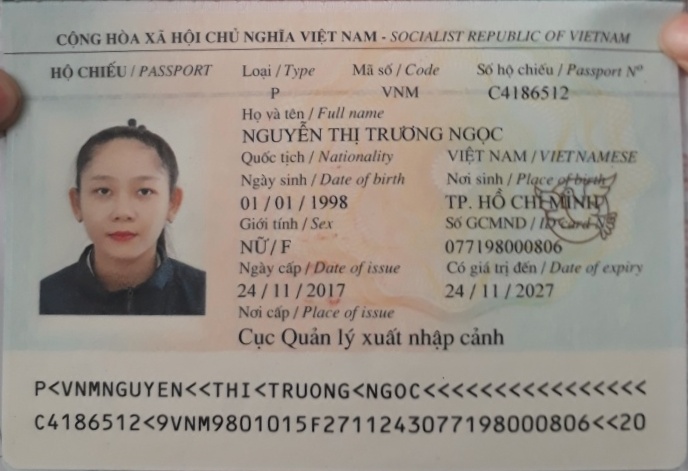 CỘNG HÒA XÃ HỘI CHỦ NGHĨA VIỆT NAM - SOCIALIST REPUBLIC OF VIETNAM
HỘ CHIẾU / PASSPORT Loại / Type Mã số / Code Số hộ chiếu / Passport Nº
P VNM C4186512
Họ và tên / Full name
NGUYỄN THỊ TRƯƠNG NGỌC
Quốc tịch / Nationality VIỆT NAM / VIETNAMESE
Ngày sinh / Date of birth Nơi sinh / Place of birth
01 / 01 / 1998 TP. HỒ CHÍ MINH
Giới tính / Sex Số GCMND / ID card Nº
NỮ / F 077198000806
Ngày cấp / Date of issue Có giá trị đến / Date of expiry
24 / 11 / 2017 24 / 11 / 2027
Nơi cấp / Place of issue
Cục Quản lý xuất nhập cảnh
P<VNMNGUYEN<<THI<TRUONG<NGOC<<<<<<<<<<<<<<<<
C4186512<9VNM9801015F2711243077198000806<<20